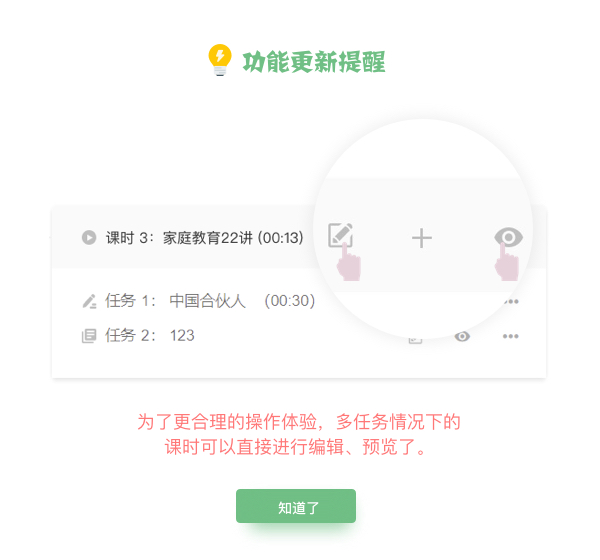 功能更新提醒
课时 3：家庭教育22讲 (00:13)
任务 1： 中国合伙人 （00:30）
任务 2： 123
为了更合理的操作体验，多任务情况下的
课时可以直接进行编辑、预览了。
知道了